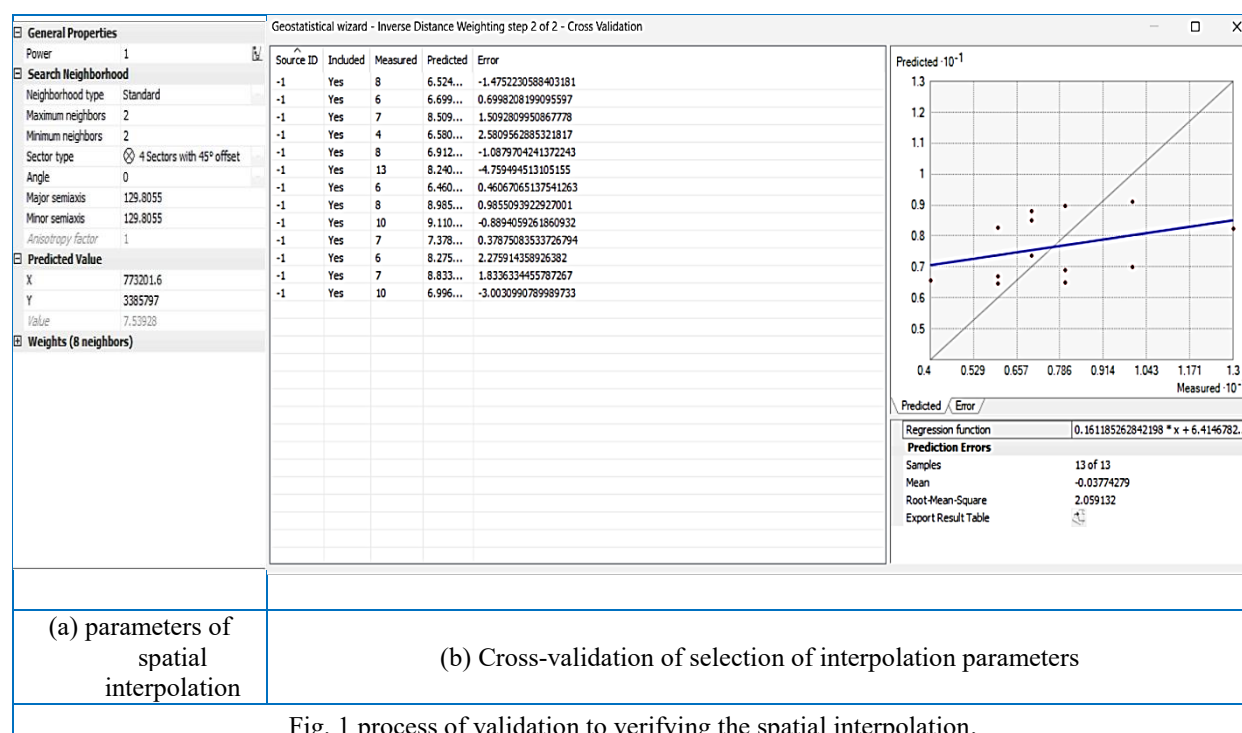 General Properties
Power 1
Search Neighborhood
Neighborhood type Standard
Maximum neighbors 2
Minimum neighbors 2
Sector type 4 Sectors with 45° offset
Angle 0
Major semiaxis 129.8055
Minor semiaxis 129.8055
Anisotropy factor 1
Predicted Value
X 773201.6
Y 3385797
Value 7.53928
Weights (8 neighbors)
Geostatistical wizard - Inverse Distance Weighting step 2 of 2 - Cross Validation
Source ID Included Measured Predicted Error
-1 Yes 8 6.524... -1.4752230588403181
-1 Yes 6 6.699... 0.6998208199095597
-1 Yes 7 8.509... 1.5092809950867778
-1 Yes 4 6.580... 2.5809562885321817
-1 Yes 8 6.912... -1.0879704241372243
-1 Yes 13 8.240... -4.759494513105155
-1 Yes 6 6.460... 0.46067065137541263
-1 Yes 8 8.985... 0.9855093922927001
-1 Yes 10 9.110... -0.8894059261860932
-1 Yes 7 7.378... 0.37875083533726794
-1 Yes 6 8.275... 2.275914358926382
-1 Yes 7 8.833... 1.8336334455787267
-1 Yes 10 6.996... -3.0030990789989733
Predicted ·10-1
1.3
1.2
1.1
1
0.9
0.8
0.7
0.6
0.5
0.4 0.529 0.657 0.786 0.914 1.043 1.171 1.3
Measured ·10-
Predicted Error
Regression function 0.161185262842198 * x + 6.4146782...
Prediction Errors
Samples 13 of 13
Mean -0.03774279
Root-Mean-Square 2.059132
Export Result Table
(a) parameters of
spatial
interpolation
(b) Cross-validation of selection of interpolation parameters
Fig. 1 process of validation to verifying the spatial interpolation.